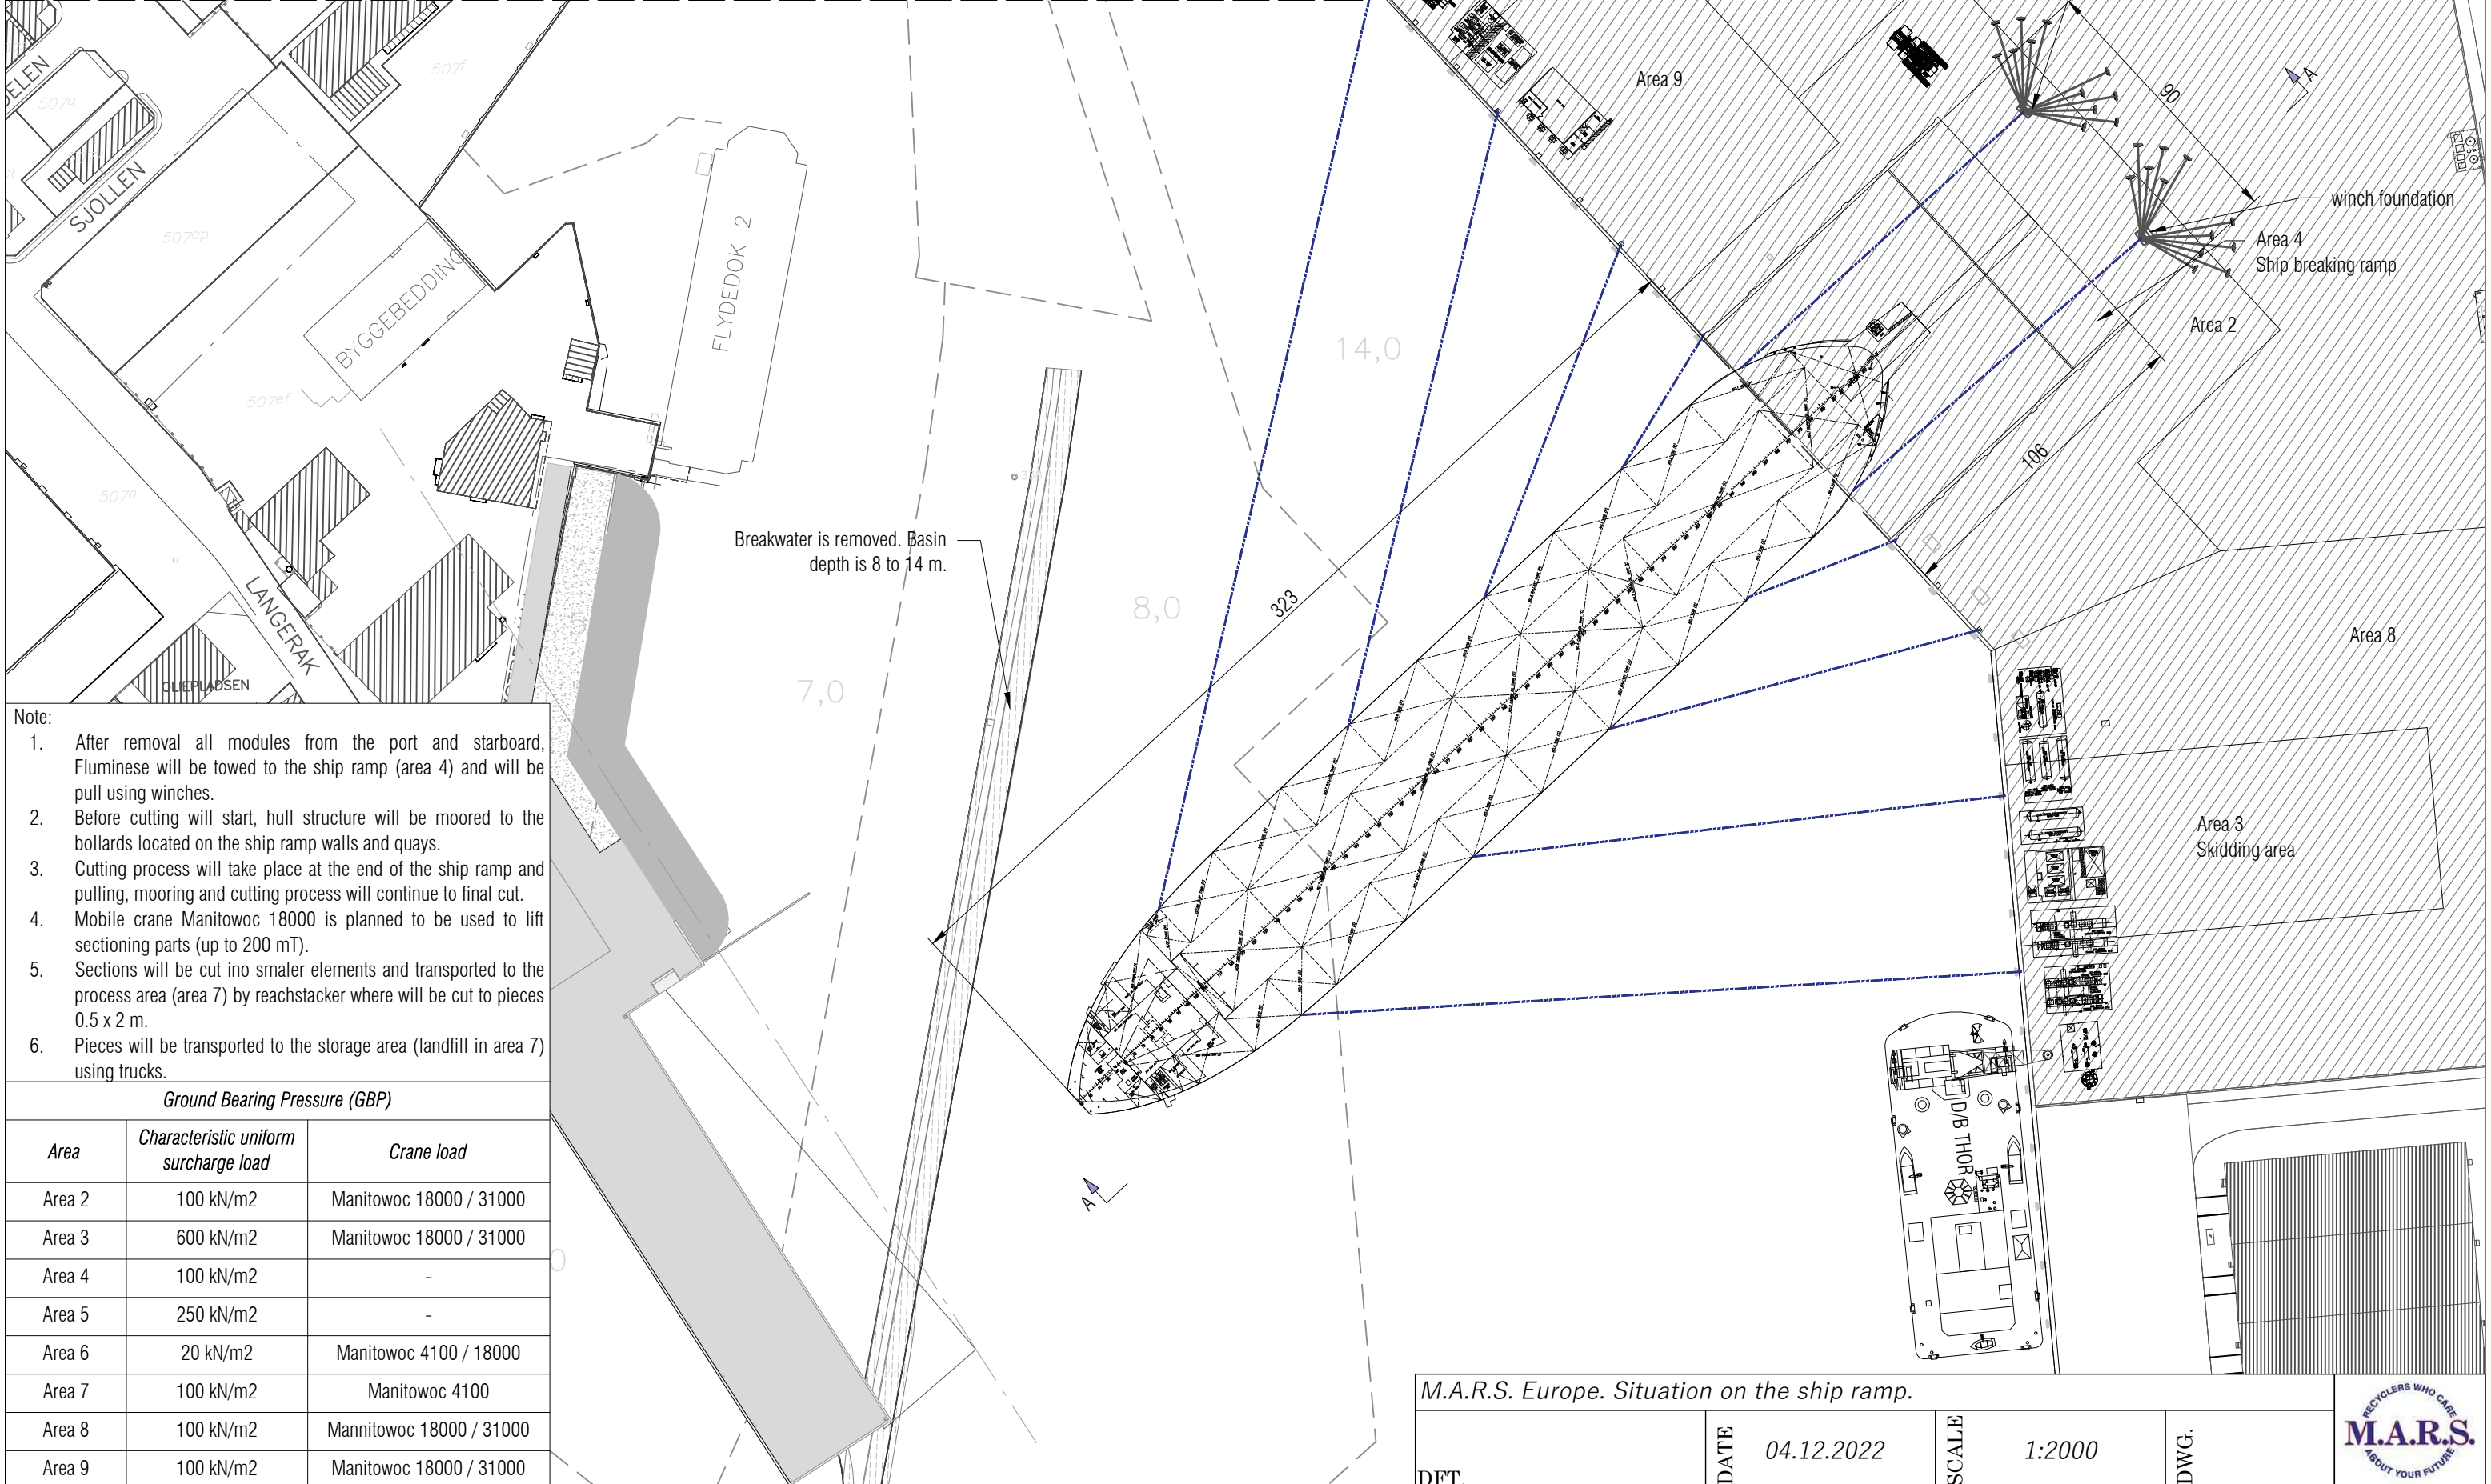 DELEN
507u
SJOLLEN
507ap
507f
BYGGEBEDDING
507ef
507a
FLYDEDOK 2
LANGERAK
OLIEPLADSEN
Breakwater is removed. Basin
depth is 8 to 14 m.
7,0
8,0
14,0
323
Area 9
90
A
winch foundation
Area 4
Ship breaking ramp
Area 2
106
Area 8
Area 3
Skidding area
D/B THOR
A
Note:
1. After removal all modules from the port and starboard,
Fluminese will be towed to the ship ramp (area 4) and will be
pull using winches.
2. Before cutting will start, hull structure will be moored to the
bollards located on the ship ramp walls and quays.
3. Cutting process will take place at the end of the ship ramp and
pulling, mooring and cutting process will continue to final cut.
4. Mobile crane Manitowoc 18000 is planned to be used to lift
sectioning parts (up to 200 mT).
5. Sections will be cut ino smaler elements and transported to the
process area (area 7) by reachstacker where will be cut to pieces
0.5 x 2 m.
6. Pieces will be transported to the storage area (landfill in area 7)
using trucks.
Ground Bearing Pressure (GBP)
Area Characteristic uniform surcharge load Crane load
Area 2 100 kN/m2 Manitowoc 18000 / 31000
Area 3 600 kN/m2 Manitowoc 18000 / 31000
Area 4 100 kN/m2 -
Area 5 250 kN/m2 -
Area 6 20 kN/m2 Manitowoc 4100 / 18000
Area 7 100 kN/m2 Manitowoc 4100
Area 8 100 kN/m2 Mannitowoc 18000 / 31000
Area 9 100 kN/m2 Manitowoc 18000 / 31000
M.A.R.S. Europe. Situation on the ship ramp.
DFT.
DATE 04.12.2022
SCALE 1:2000
DWG.
RECYCLERS WHO CARE
M.A.R.S.
ABOUT YOUR FUTURE